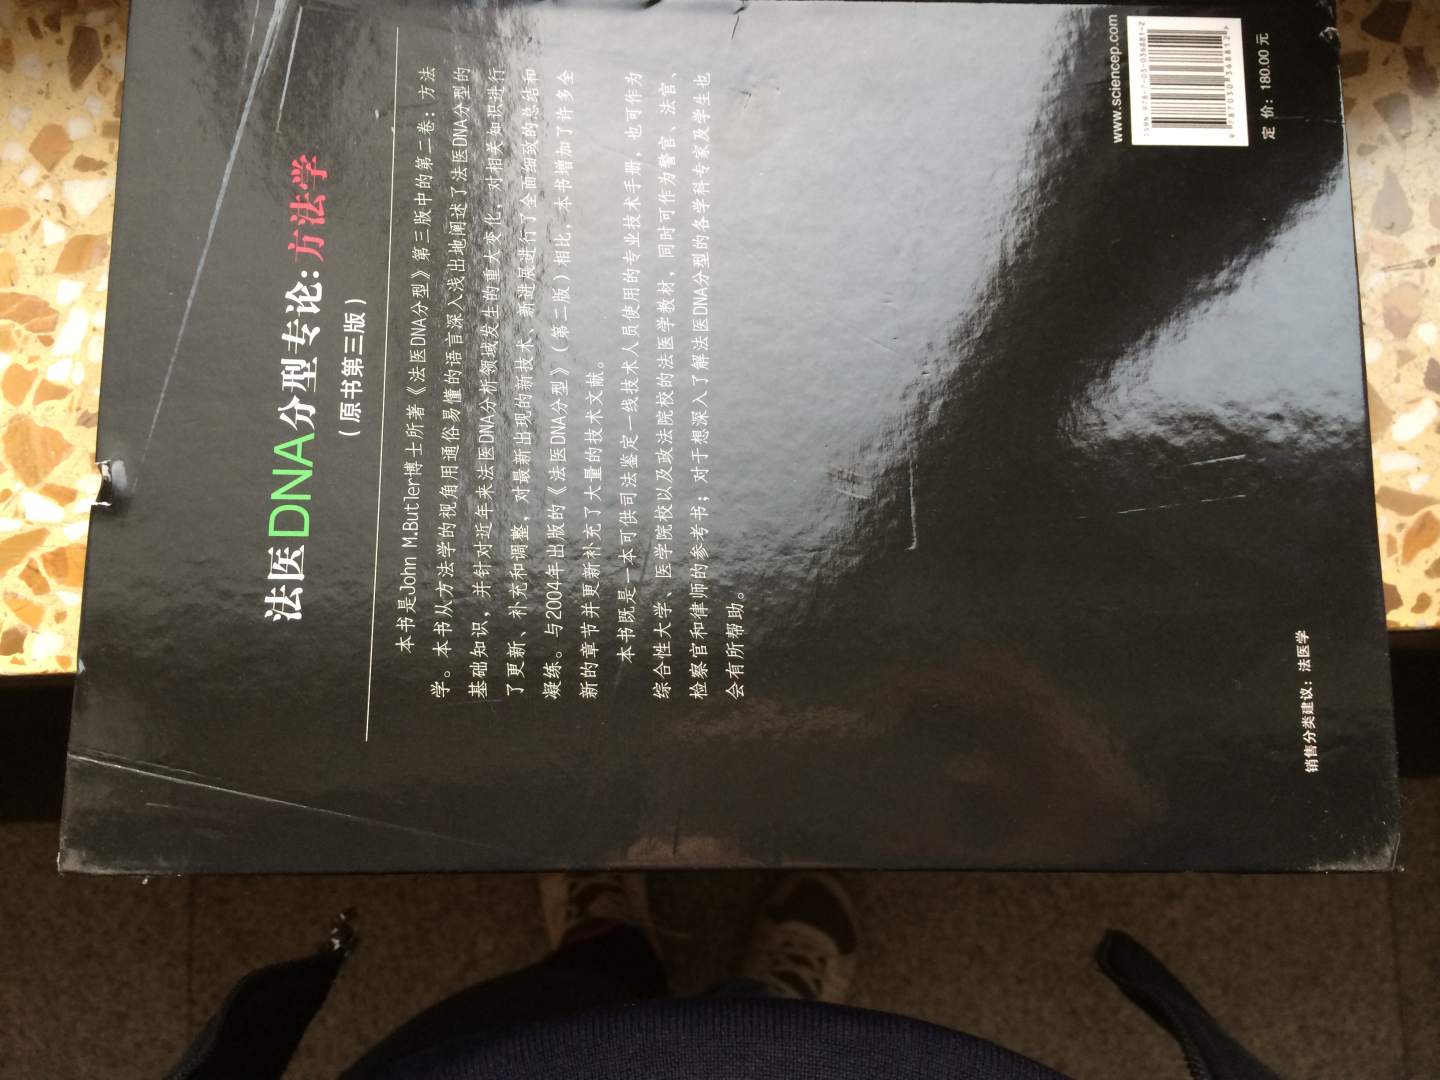 法医DNA分型专论:方法学
(原书第三版)
本书是John M.Butler博士所著《法医DNA分型》第三版中的第二卷:方法
学。本书从方法学的视角用通俗易懂的语言深入浅出地阐述了法医DNA分型的
基础知识,并针对近年来法医DNA分析领域发生的重大变化,对相关知识进行
了更新、补充和调整,对最新出现的新技术、新进展进行了全面细致的总结和
凝练。与2004年出版的《法医DNA分型》(第二版)相比,本书增加了许多全
新的章节并更新补充了大量的技术文献。
本书既是一本可供司法鉴定一线技术人员使用的专业技术手册,也可作为
综合性大学、医学院校以及政法院校的法医学教材,同时可作为警官、法官、
检察官和律师的参考书;对于想深入了解法医DNA分型的各学科专家及学生也
会有所帮助。
www.sciencep.com
ISBN 978-7-03-036881-2
9 787030 368812 >
定 价:180.00 元
销售分类建议:法医学